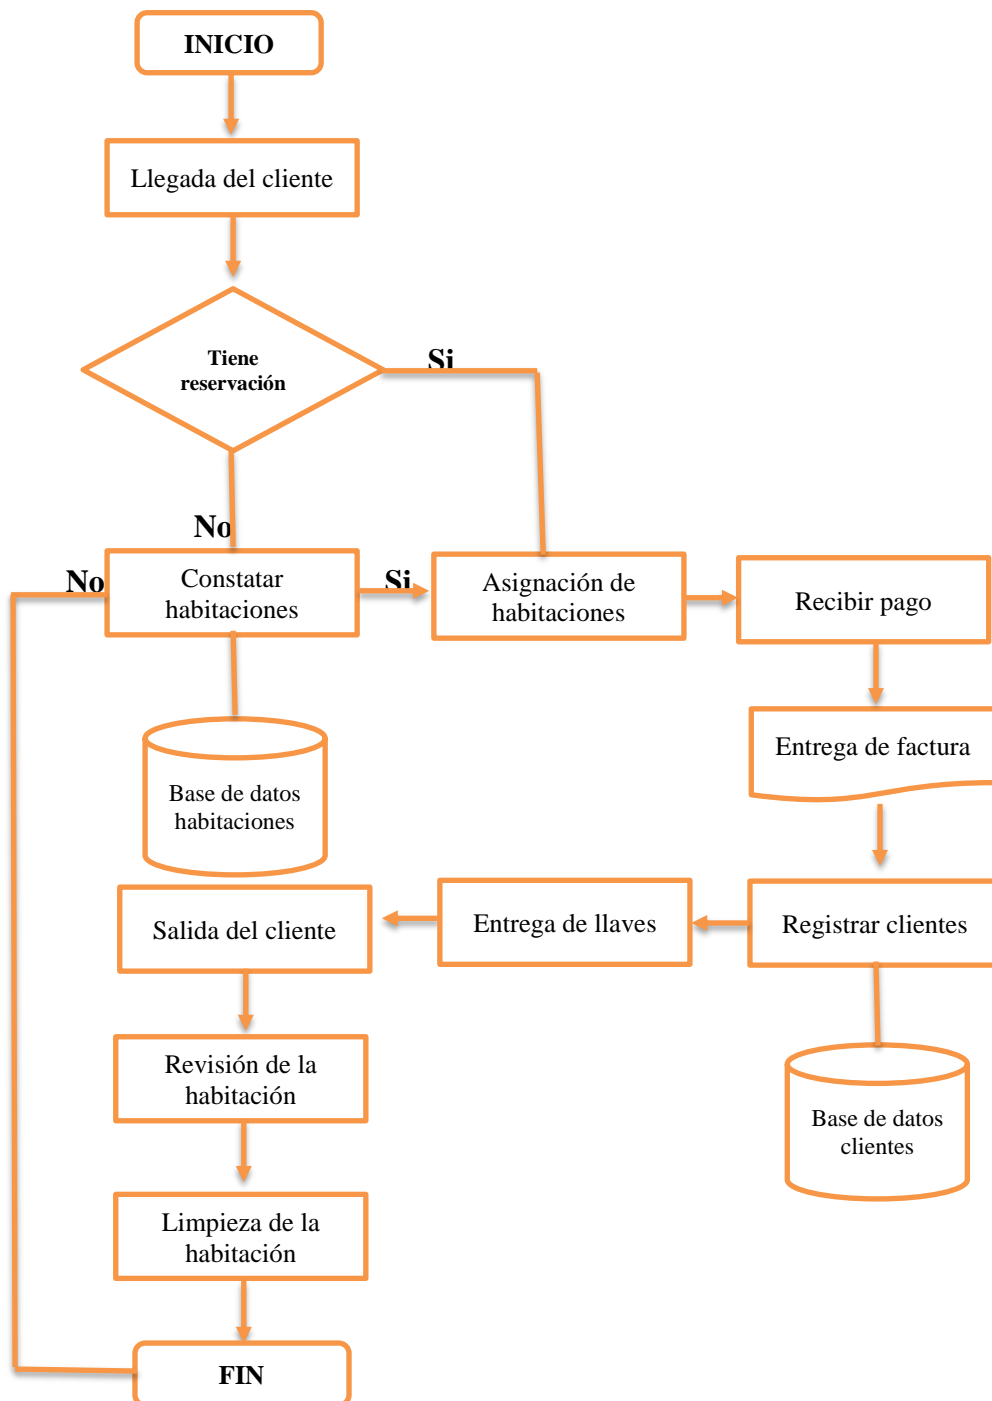 INICIO
Llegada del cliente
Tiene
reservación
Si
No
No
Constatar
habitaciones
Si
Asignación de
habitaciones
Recibir pago
Entrega de factura
Base de datos
habitaciones
Salida del cliente
Entrega de llaves
Registrar clientes
Revisión de la
habitación
Base de datos
clientes
Limpieza de la
habitación
FIN